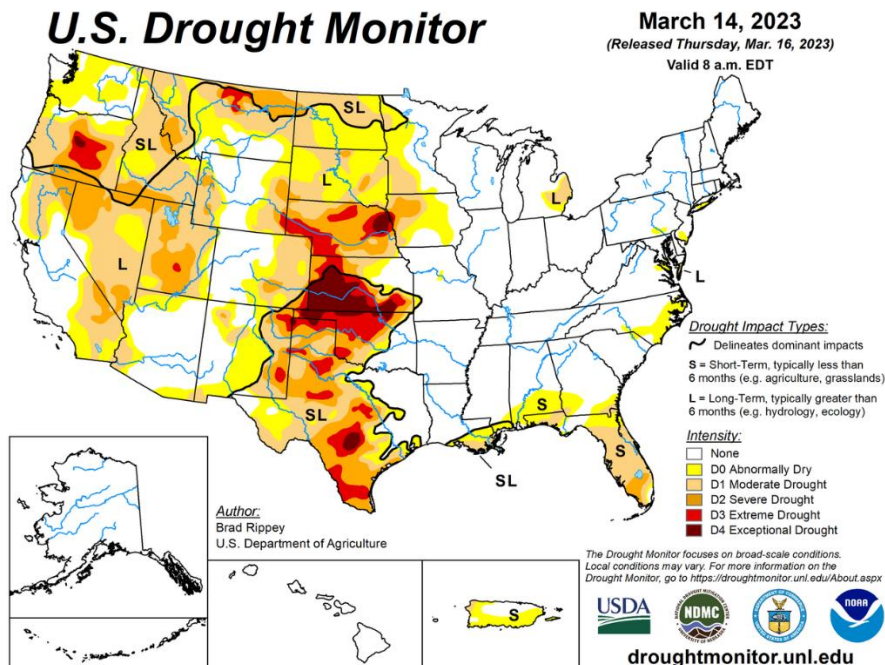 U.S. Drought Monitor
March 14, 2023
(Released Thursday, Mar. 16, 2023)
Valid 8 a.m. EDT
SL
SL
L
L
L
L
SL
S
S
SL
S
Drought Impact Types:
Delineates dominant impacts
S = Short-Term, typically less than
6 months (e.g. agriculture, grasslands)
L = Long-Term, typically greater than
6 months (e.g. hydrology, ecology)
Intensity:
None
D0 Abnormally Dry
D1 Moderate Drought
D2 Severe Drought
D3 Extreme Drought
D4 Exceptional Drought
Author:
Brad Rippey
U.S. Department of Agriculture
The Drought Monitor focuses on broad-scale conditions.
Local conditions may vary. For more information on the
Drought Monitor, go to https://droughtmonitor.unl.edu/About.aspx
USDA
NDMC
NOAA
droughtmonitor.unl.edu